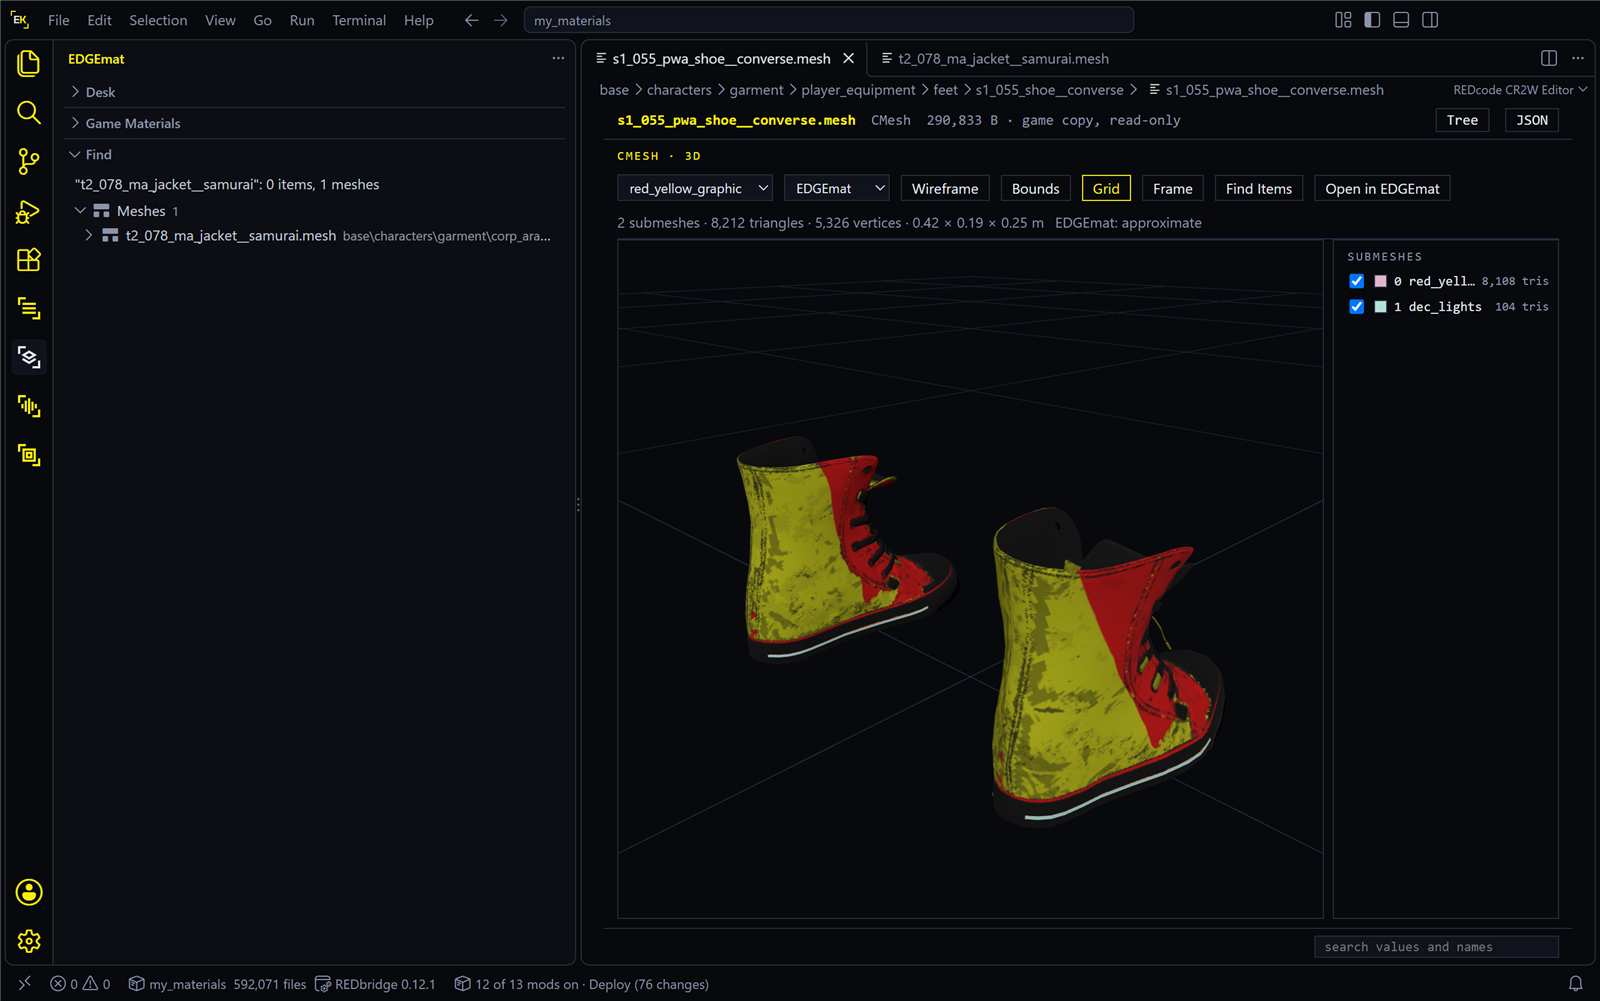 EK
File Edit Selection View Go Run Terminal Help
my_materials
EDGEmat
Desk
Game Materials
Find
"t2_078_ma_jacket__samurai": 0 items, 1 meshes
Meshes 1
t2_078_ma_jacket__samurai.mesh base\characters\garment\corp_ara...
s1_055_pwa_shoe__converse.mesh
t2_078_ma_jacket__samurai.mesh
base > characters > garment > player_equipment > feet > s1_055_shoe__converse > s1_055_pwa_shoe__converse.mesh
REDcode CR2W Editor
s1_055_pwa_shoe__converse.mesh CMesh 290,833 B · game copy, read-only
Tree JSON
CMESH · 3D
red_yellow_graphic EDGEmat Wireframe Bounds Grid Frame Find Items Open in EDGEmat
2 submeshes · 8,212 triangles · 5,326 vertices · 0.42 × 0.19 × 0.25 m EDGEmat: approximate
SUBMESHES
0 red_yell... 8,108 tris
1 dec_lights 104 tris
search values and names
0 0 my_materials 592,071 files REDbridge 0.12.1 12 of 13 mods on · Deploy (76 changes)